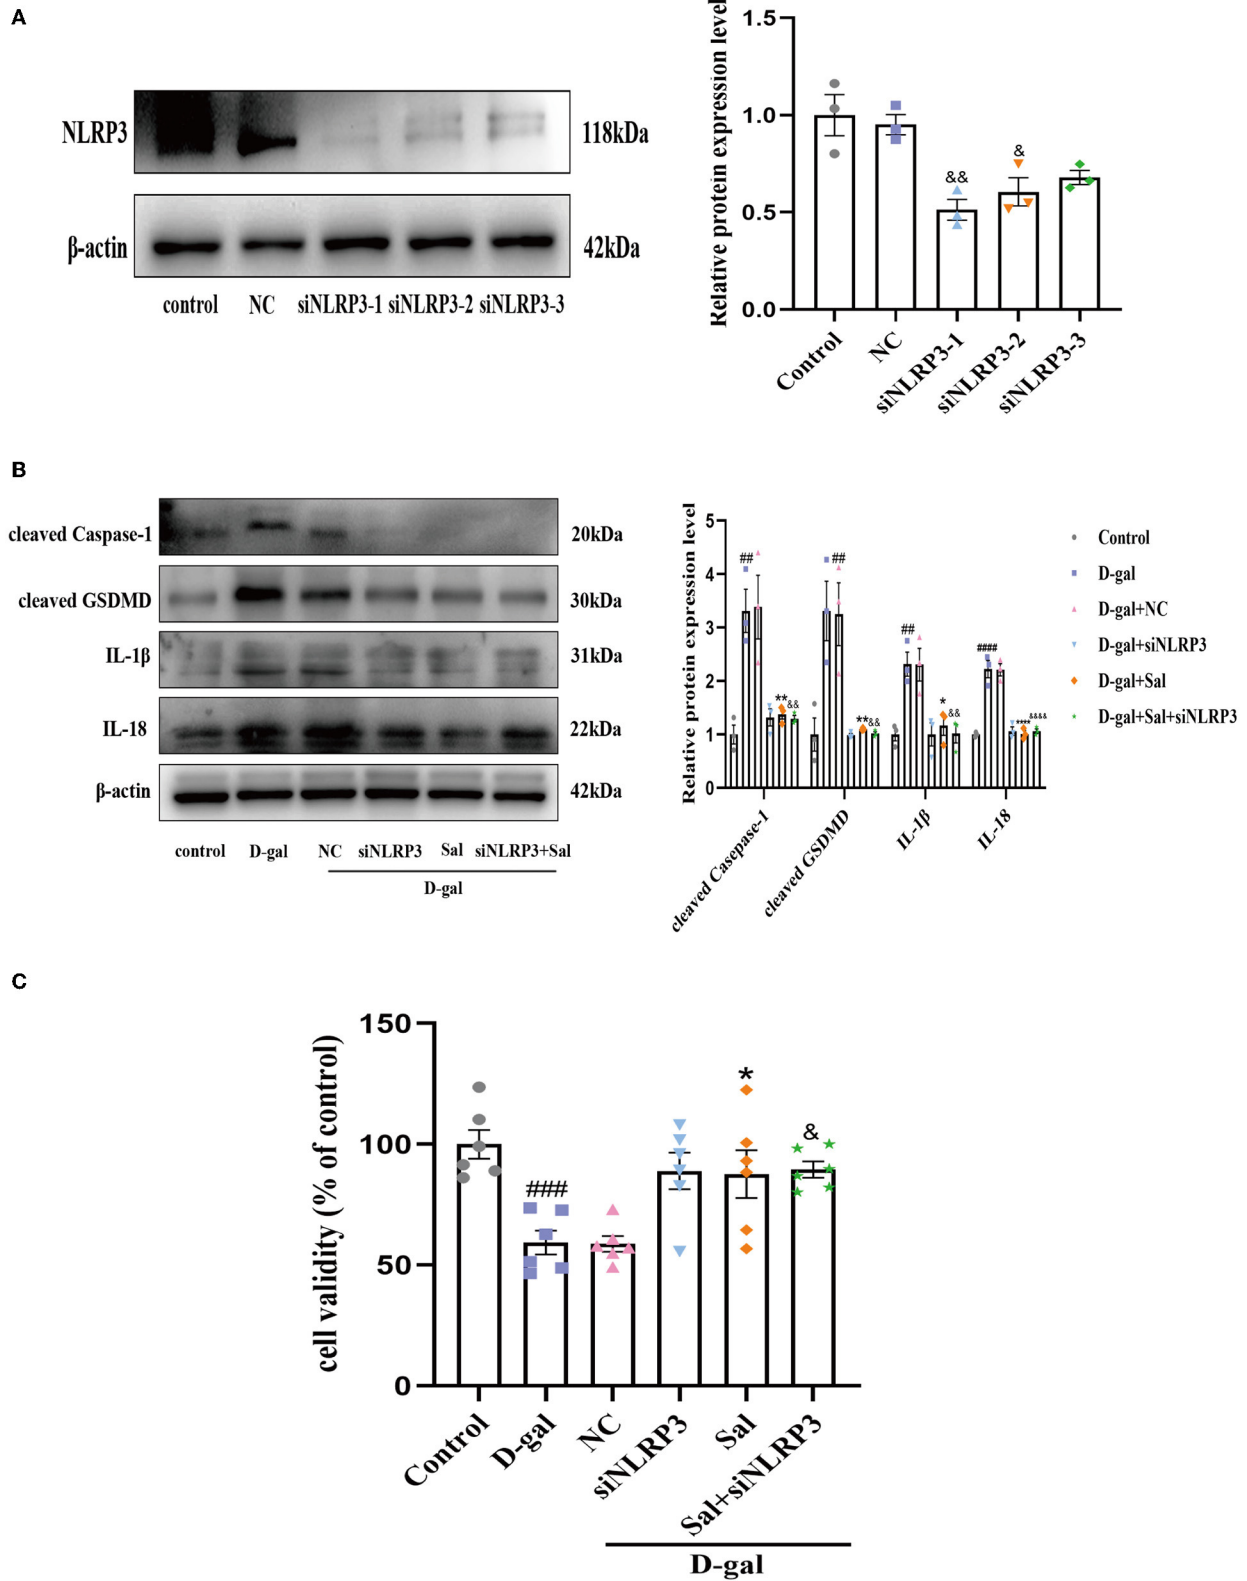 A
NLRP3
118kDa
β-actin
42kDa
control NC siNLRP3-1 siNLRP3-2 siNLRP3-3
Relative protein expression level
1.5
1.0
0.5
0.0
&&
&
Control
NC
siNLRP3-1
siNLRP3-2
siNLRP3-3
B
cleaved Caspase-1
20kDa
cleaved GSDMD
30kDa
IL-1β
31kDa
IL-18
22kDa
β-actin
42kDa
control D-gal NC siNLRP3 Sal siNLRP3+Sal
D-gal
Relative protein expression level
5
4
3
2
1
0
##
**
&&
##
**
&&
##
*
&&
####
****
&&&&
cleaved Casepase-1
cleaved GSDMD
IL-1β
IL-18
Control
D-gal
D-gal+NC
D-gal+siNLRP3
D-gal+Sal
D-gal+Sal+siNLRP3
C
cell validity (% of control)
150
100
50
0
###
*
&
Control
D-gal
NC
siNLRP3
Sal
Sal+siNLRP3
D-gal